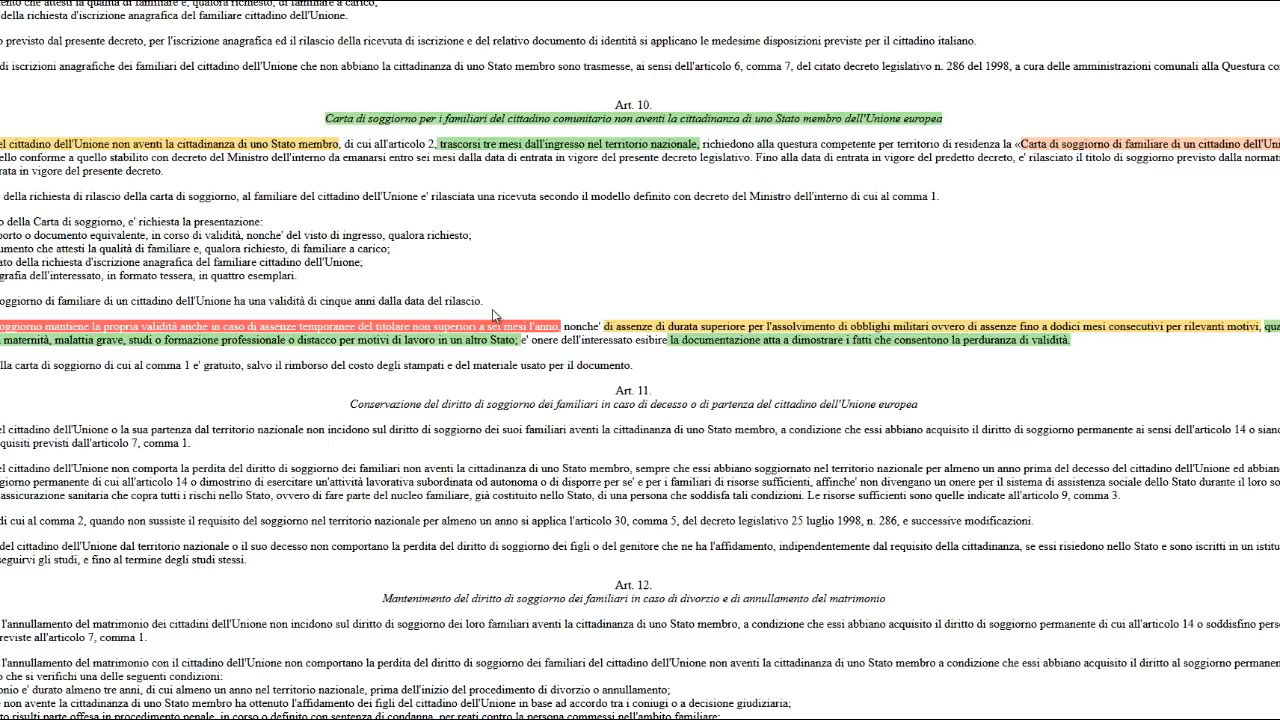 ento che attesti la qualità di familiare e, qualora richiesto, di familiare a carico;
della richiesta d'iscrizione anagrafica del familiare cittadino dell'Unione.
o previsto dal presente decreto, per l'iscrizione anagrafica ed il rilascio della ricevuta di iscrizione e del relativo documento di identità si applicano le medesime disposizioni previste per il cittadino italiano.
di iscrizioni anagrafiche dei familiari del cittadino dell'Unione che non abbiano la cittadinanza di uno Stato membro sono trasmesse, ai sensi dell'articolo 6, comma 7, del citato decreto legislativo n. 286 del 1998, a cura delle amministrazioni comunali alla Questura co
Art. 10.
Carta di soggiorno per i familiari del cittadino comunitario non aventi la cittadinanza di uno Stato membro dell'Unione europea
el cittadino dell'Unione non aventi la cittadinanza di uno Stato membro, di cui all'articolo 2, trascorsi tre mesi dall'ingresso nel territorio nazionale, richiedono alla questura competente per territorio di residenza la «Carta di soggiorno di familiare di un cittadino dell'Uni
ello conforme a quello stabilito con decreto del Ministro dell'interno da emanarsi entro sei mesi dalla data di entrata in vigore del presente decreto legislativo. Fino alla data di entrata in vigore del predetto decreto, e' rilasciato il titolo di soggiorno previsto dalla normati
rata in vigore del presente decreto.
della richiesta di rilascio della carta di soggiorno, al familiare del cittadino dell'Unione e' rilasciata una ricevuta secondo il modello definito con decreto del Ministro dell'interno di cui al comma 1.
o della Carta di soggiorno, e' richiesta la presentazione:
porto o documento equivalente, in corso di validità, nonche' del visto di ingresso, qualora richiesto;
umento che attesti la qualità di familiare e, qualora richiesto, di familiare a carico;
ato della richiesta d'iscrizione anagrafica del familiare cittadino dell'Unione;
grafia dell'interessato, in formato tessera, in quattro esemplari.
oggiorno di familiare di un cittadino dell'Unione ha una validità di cinque anni dalla data del rilascio.
oggiorno mantiene la propria validità anche in caso di assenze temporanee del titolare non superiori a sei mesi l'anno, nonche' di assenze di durata superiore per l'assolvimento di obblighi militari ovvero di assenze fino a dodici mesi consecutivi per rilevanti motivi, qua
maternità, malattia grave, studi o formazione professionale o distacco per motivi di lavoro in un altro Stato; e' onere dell'interessato esibire la documentazione atta a dimostrare i fatti che consentono la perduranza di validità.
lla carta di soggiorno di cui al comma 1 e' gratuito, salvo il rimborso del costo degli stampati e del materiale usato per il documento.
Art. 11.
Conservazione del diritto di soggiorno dei familiari in caso di decesso o di partenza del cittadino dell'Unione europea
el cittadino dell'Unione o la sua partenza dal territorio nazionale non incidono sul diritto di soggiorno dei suoi familiari aventi la cittadinanza di uno Stato membro, a condizione che essi abbiano acquisito il diritto di soggiorno permanente ai sensi dell'articolo 14 o siano
quisiti previsti dall'articolo 7, comma 1.
el cittadino dell'Unione non comporta la perdita del diritto di soggiorno dei familiari non aventi la cittadinanza di uno Stato membro, sempre che essi abbiano soggiornato nel territorio nazionale per almeno un anno prima del decesso del cittadino dell'Unione ed abbiano
giorno permanente di cui all'articolo 14 o dimostrino di esercitare un'attività lavorativa subordinata od autonoma o di disporre per se' e per i familiari di risorse sufficienti, affinche' non divengano un onere per il sistema di assistenza sociale dello Stato durante il loro so
assicurazione sanitaria che copra tutti i rischi nello Stato, ovvero di fare parte del nucleo familiare, già costituito nello Stato, di una persona che soddisfa tali condizioni. Le risorse sufficienti sono quelle indicate all'articolo 9, comma 3.
di cui al comma 2, quando non sussiste il requisito del soggiorno nel territorio nazionale per almeno un anno si applica l'articolo 30, comma 5, del decreto legislativo 25 luglio 1998, n. 286, e successive modificazioni.
del cittadino dell'Unione dal territorio nazionale o il suo decesso non comportano la perdita del diritto di soggiorno dei figli o del genitore che ne ha l'affidamento, indipendentemente dal requisito della cittadinanza, se essi risiedono nello Stato e sono iscritti in un istitu
seguirvi gli studi, e fino al termine degli studi stessi.
Art. 12.
Mantenimento del diritto di soggiorno dei familiari in caso di divorzio e di annullamento del matrimonio
l'annullamento del matrimonio dei cittadini dell'Unione non incidono sul diritto di soggiorno dei loro familiari aventi la cittadinanza di uno Stato membro, a condizione che essi abbiano acquisito il diritto di soggiorno permanente di cui all'articolo 14 o soddisfino perso
reviste all'articolo 7, comma 1.
l'annullamento del matrimonio con il cittadino dell'Unione non comportano la perdita del diritto di soggiorno dei familiari del cittadino dell'Unione non aventi la cittadinanza di uno Stato membro a condizione che essi abbiano acquisito il diritto al soggiorno permanen
o che si verifichi una delle seguenti condizioni:
onio e' durato almeno tre anni, di cui almeno un anno nel territorio nazionale, prima dell'inizio del procedimento di divorzio o annullamento;
non avente la cittadinanza di uno Stato membro ha ottenuto l'affidamento dei figli del cittadino dell'Unione in base ad accordo tra i coniugi o a decisione giudiziaria;
to risulti parte offesa in procedimento penale, in corso o definito con sentenza di condanna, per reati contro la persona commessi nell'ambito familiare;